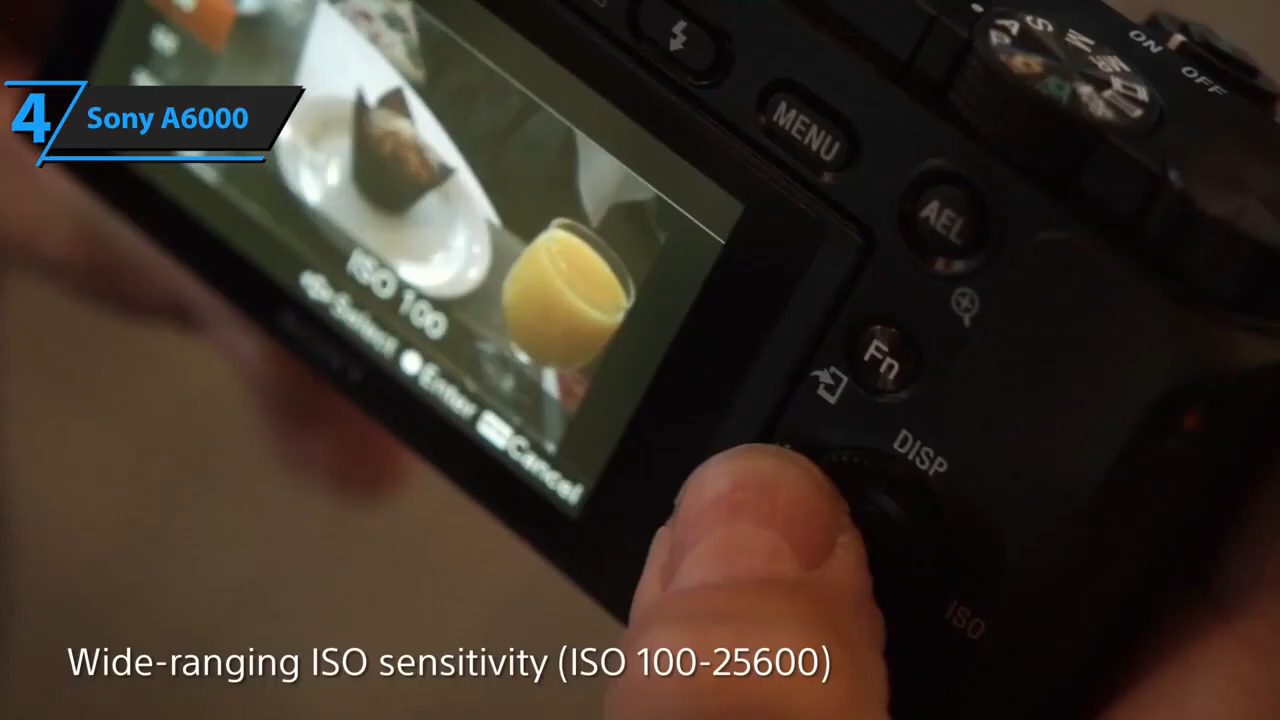 4
Sony A6000
MENU
ON
OFF
AEL
Fn
DISP
ISO
ISO 100
Select Enter Cancel
Wide-ranging ISO sensitivity (ISO 100-25600)